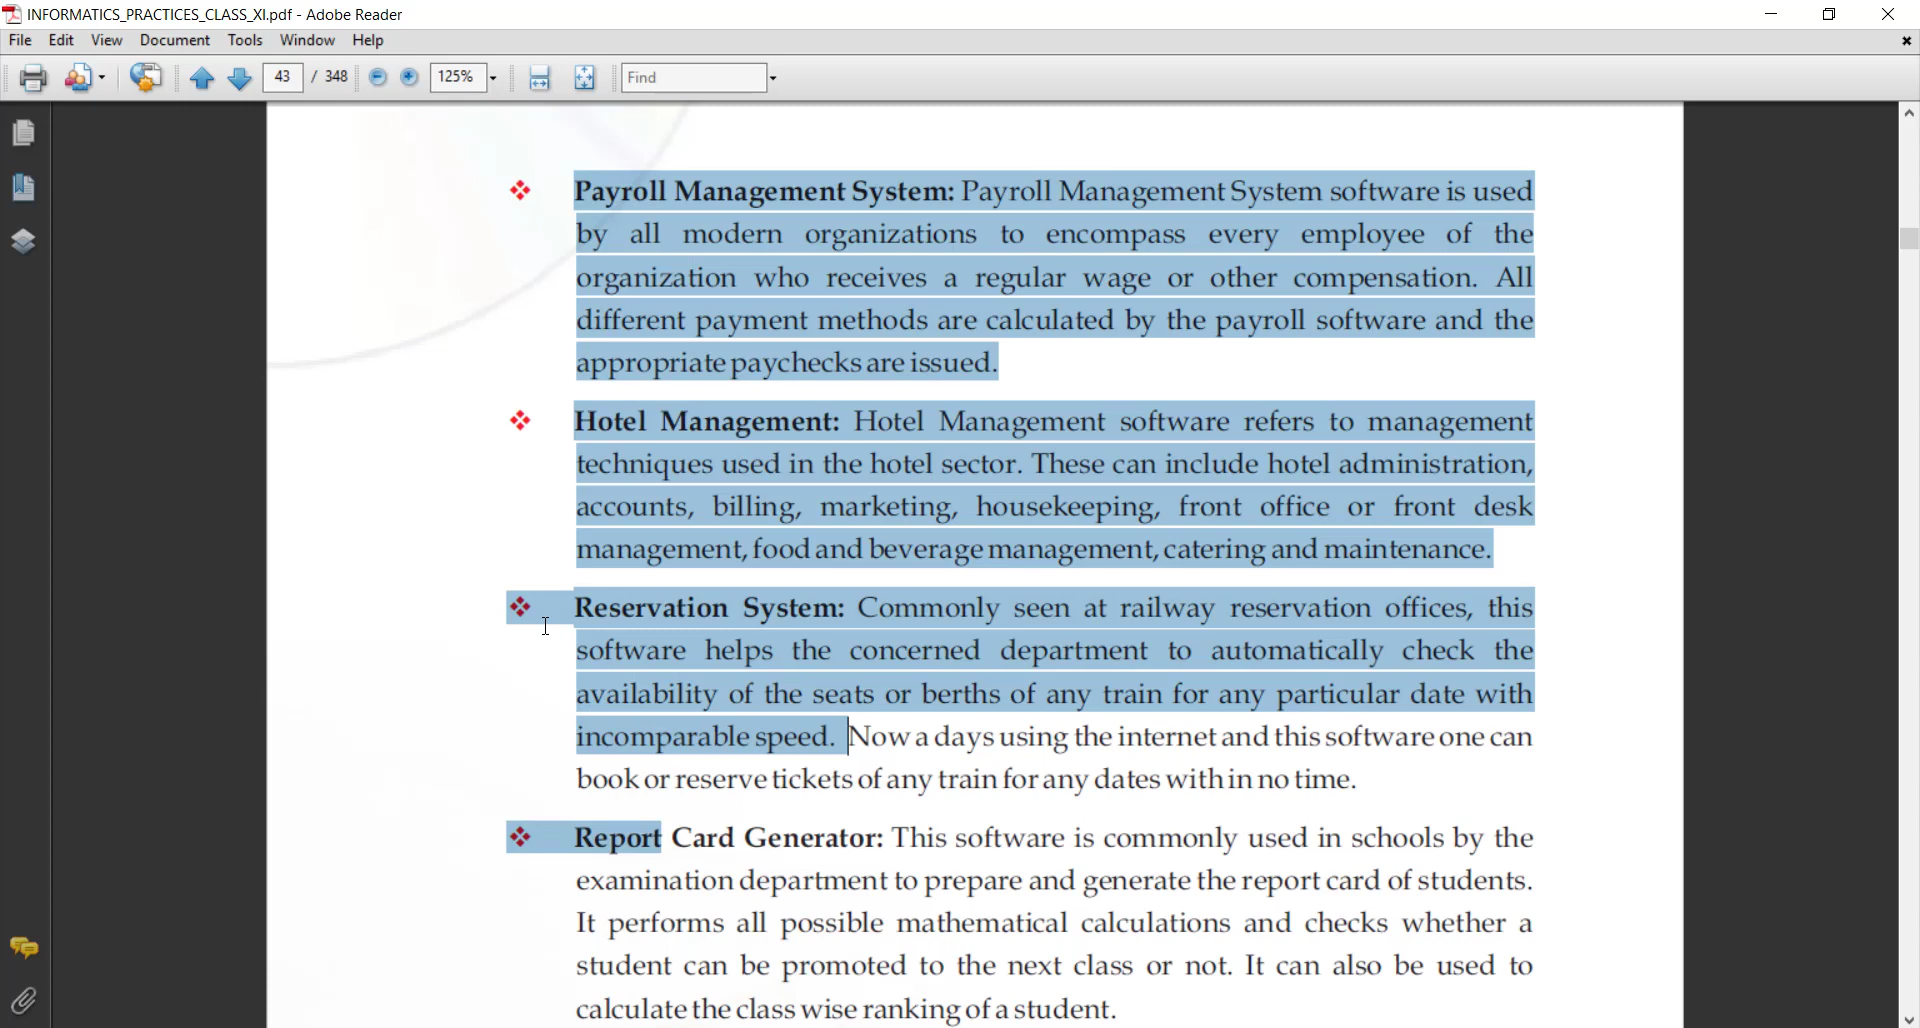 INFORMATICS_PRACTICES_CLASS_XI.pdf - Adobe Reader
File Edit View Document Tools Window Help
43 / 348 125% Find
Payroll Management System: Payroll Management System software is used
by all modern organizations to encompass every employee of the
organization who receives a regular wage or other compensation. All
different payment methods are calculated by the payroll software and the
appropriate paychecks are issued.
Hotel Management: Hotel Management software refers to management
techniques used in the hotel sector. These can include hotel administration,
accounts, billing, marketing, housekeeping, front office or front desk
management, food and beverage management, catering and maintenance.
Reservation System: Commonly seen at railway reservation offices, this
software helps the concerned department to automatically check the
availability of the seats or berths of any train for any particular date with
incomparable speed. Now a days using the internet and this software one can
book or reserve tickets of any train for any dates with in no time.
Report Card Generator: This software is commonly used in schools by the
examination department to prepare and generate the report card of students.
It performs all possible mathematical calculations and checks whether a
student can be promoted to the next class or not. It can also be used to
calculate the class wise ranking of a student.